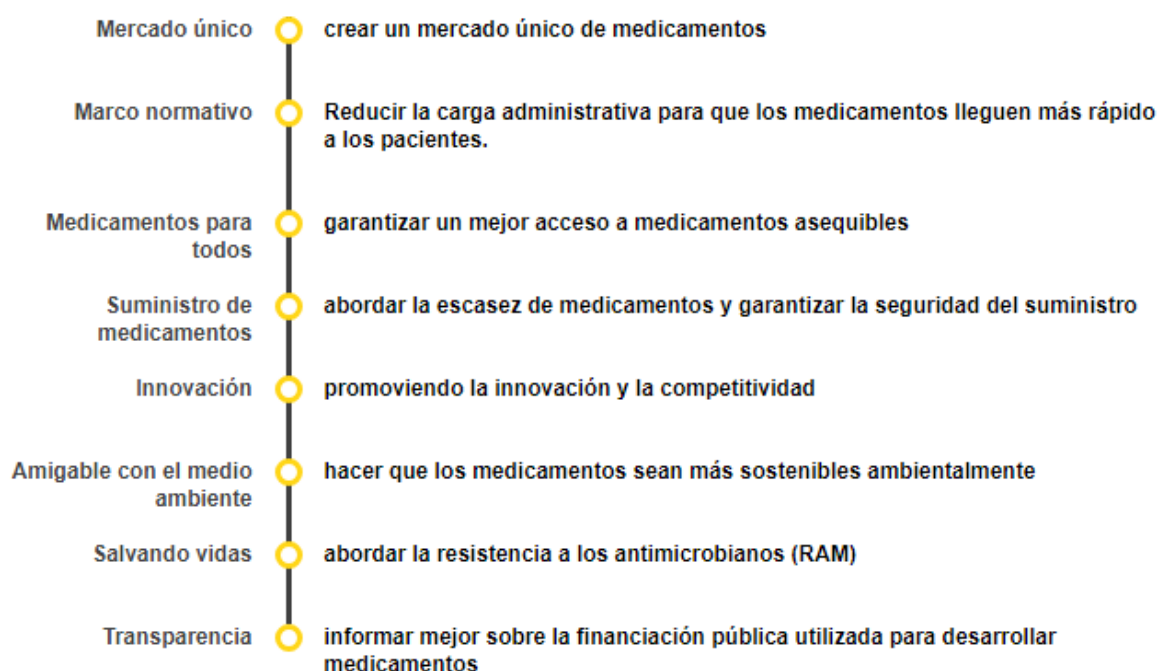 Mercado único
crear un mercado único de medicamentos
Marco normativo
Reducir la carga administrativa para que los medicamentos lleguen más rápido
a los pacientes.
Medicamentos para
todos
garantizar un mejor acceso a medicamentos asequibles
Suministro de
medicamentos
abordar la escasez de medicamentos y garantizar la seguridad del suministro
Innovación
promoviendo la innovación y la competitividad
Amigable con el medio
ambiente
hacer que los medicamentos sean más sostenibles ambientalmente
Salvando vidas
abordar la resistencia a los antimicrobianos (RAM)
Transparencia
informar mejor sobre la financiación pública utilizada para desarrollar
medicamentos